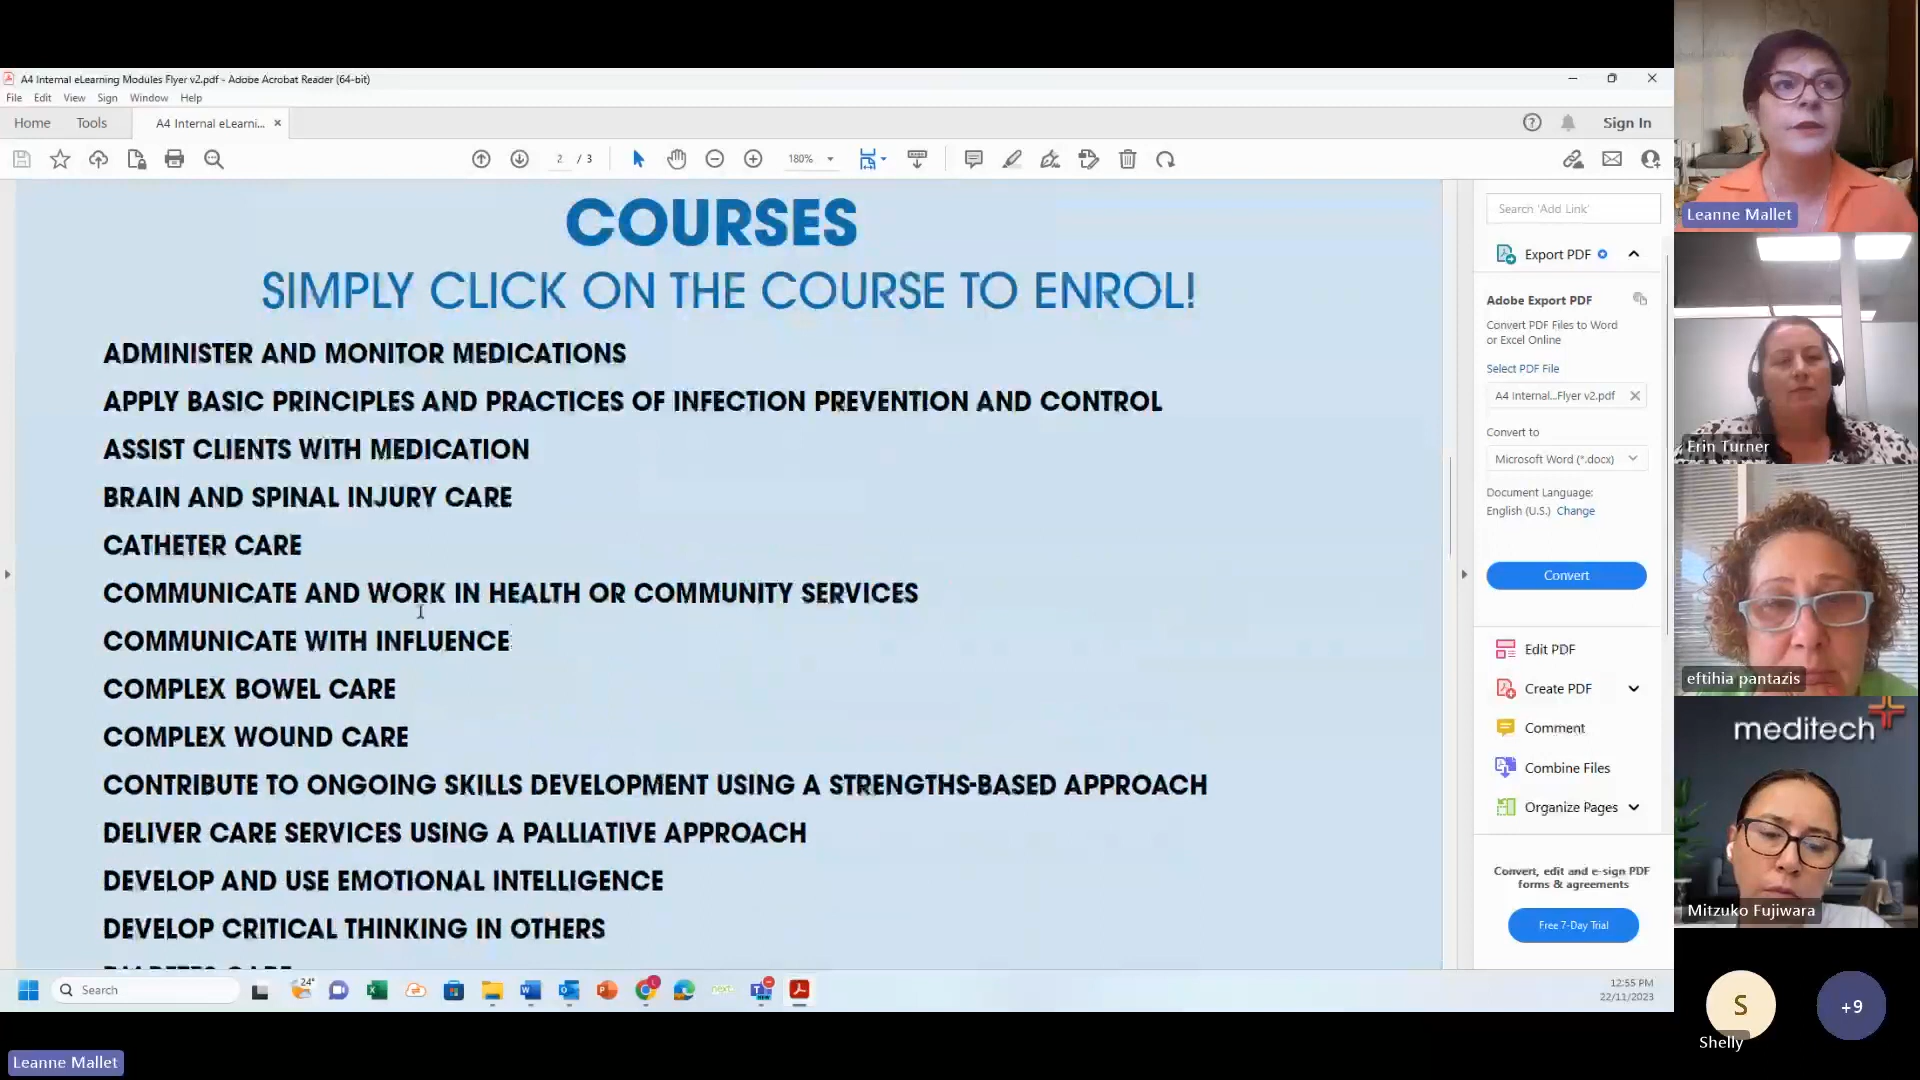 A4 Internal eLearning Modules Flyer v2.pdf - Adobe Acrobat Reader (64-bit)
File Edit View Sign Window Help
Home Tools A4 Internal eLearni... × Sign In
2 / 3 180%
COURSES
SIMPLY CLICK ON THE COURSE TO ENROL!
ADMINISTER AND MONITOR MEDICATIONS
APPLY BASIC PRINCIPLES AND PRACTICES OF INFECTION PREVENTION AND CONTROL
ASSIST CLIENTS WITH MEDICATION
BRAIN AND SPINAL INJURY CARE
CATHETER CARE
COMMUNICATE AND WORK IN HEALTH OR COMMUNITY SERVICES
COMMUNICATE WITH INFLUENCE
COMPLEX BOWEL CARE
COMPLEX WOUND CARE
CONTRIBUTE TO ONGOING SKILLS DEVELOPMENT USING A STRENGTHS-BASED APPROACH
DELIVER CARE SERVICES USING A PALLIATIVE APPROACH
DEVELOP AND USE EMOTIONAL INTELLIGENCE
DEVELOP CRITICAL THINKING IN OTHERS
Search 'Add Link'
Export PDF
Adobe Export PDF
Convert PDF Files to Word
or Excel Online
Select PDF File
A4 Internal...Flyer v2.pdf
Convert to
Microsoft Word (*.docx)
Document Language:
English (U.S.) Change
Convert
Edit PDF
Create PDF
Comment
Combine Files
Organize Pages
Convert, edit and e-sign PDF
forms & agreements
Free 7-Day Trial
Search
24°
next
12:55 PM
22/11/2023
Leanne Mallet
Erin Turner
eftihia pantazis
meditech
Mitzuko Fujiwara
S
+9
Shelly
Leanne Mallet